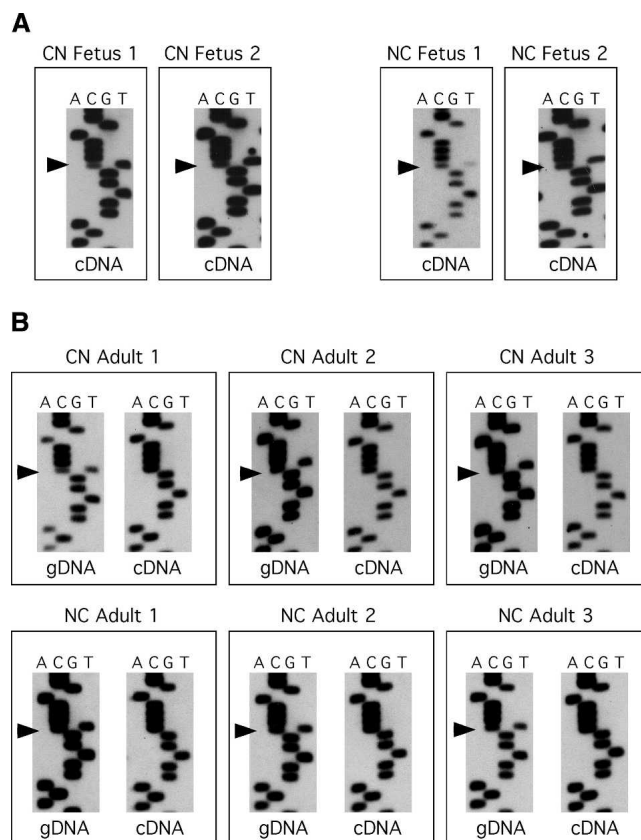 A
CN Fetus 1 CN Fetus 2 NC Fetus 1 NC Fetus 2
A C G T A C G T A C G T A C G T
cDNA cDNA cDNA cDNA
B
CN Adult 1 CN Adult 2 CN Adult 3
A C G T A C G T A C G T A C G T A C G T A C G T
gDNA cDNA gDNA cDNA gDNA cDNA
NC Adult 1 NC Adult 2 NC Adult 3
A C G T A C G T A C G T A C G T A C G T A C G T
gDNA cDNA gDNA cDNA gDNA cDNA